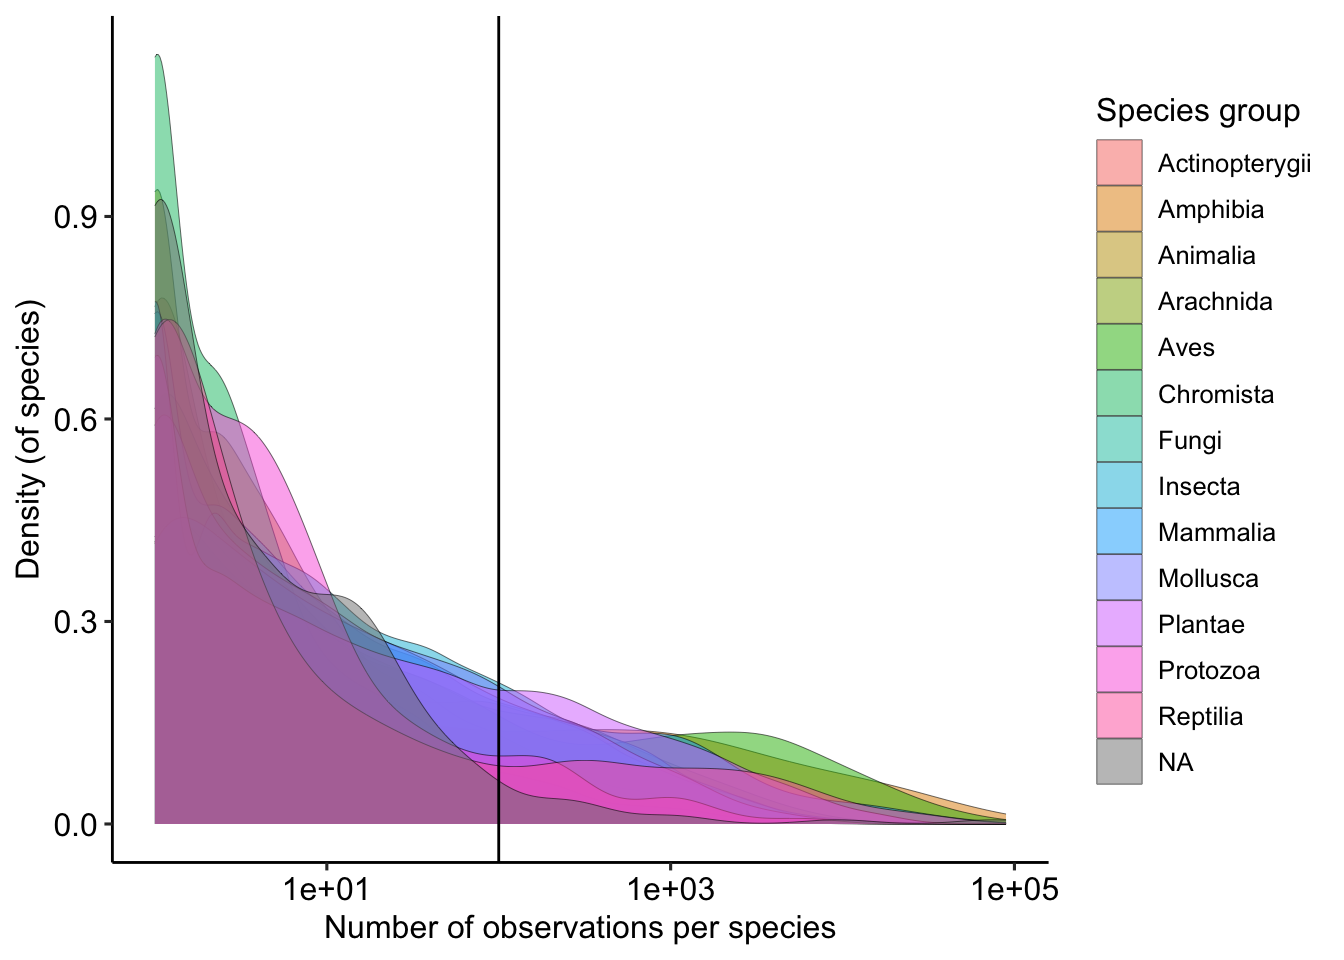 Density (of species)
0.9
0.6
0.3
0.0
1e+01
1e+03
1e+05
Number of observations per species
Species group
Actinopterygii
Amphibia
Animalia
Arachnida
Aves
Chromista
Fungi
Insecta
Mammalia
Mollusca
Plantae
Protozoa
Reptilia
NA